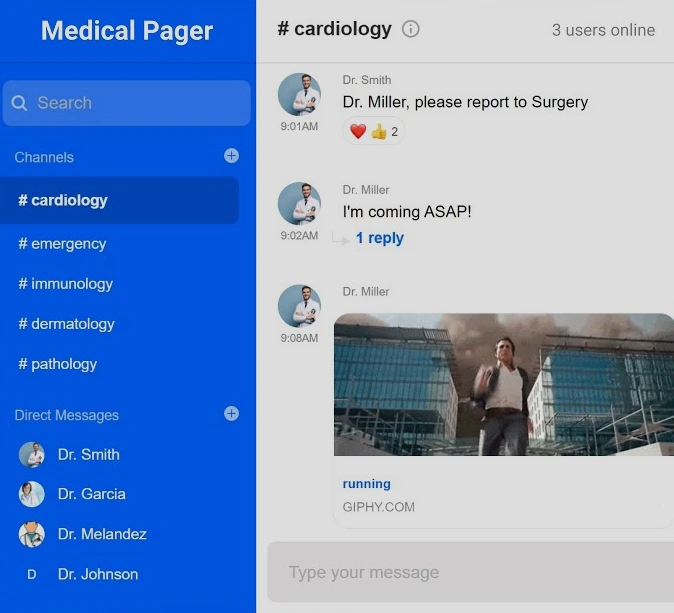 Medical Pager
Search
Channels
# cardiology
# emergency
# immunology
# dermatology
# pathology
Direct Messages
Dr. Smith
Dr. Garcia
Dr. Melandez
D Dr. Johnson
# cardiology
3 users online
Dr. Smith
Dr. Miller, please report to Surgery
2
9:01AM
Dr. Miller
I'm coming ASAP!
9:02AM
1 reply
Dr. Miller
9:08AM
running
GIPHY.COM
Type your message